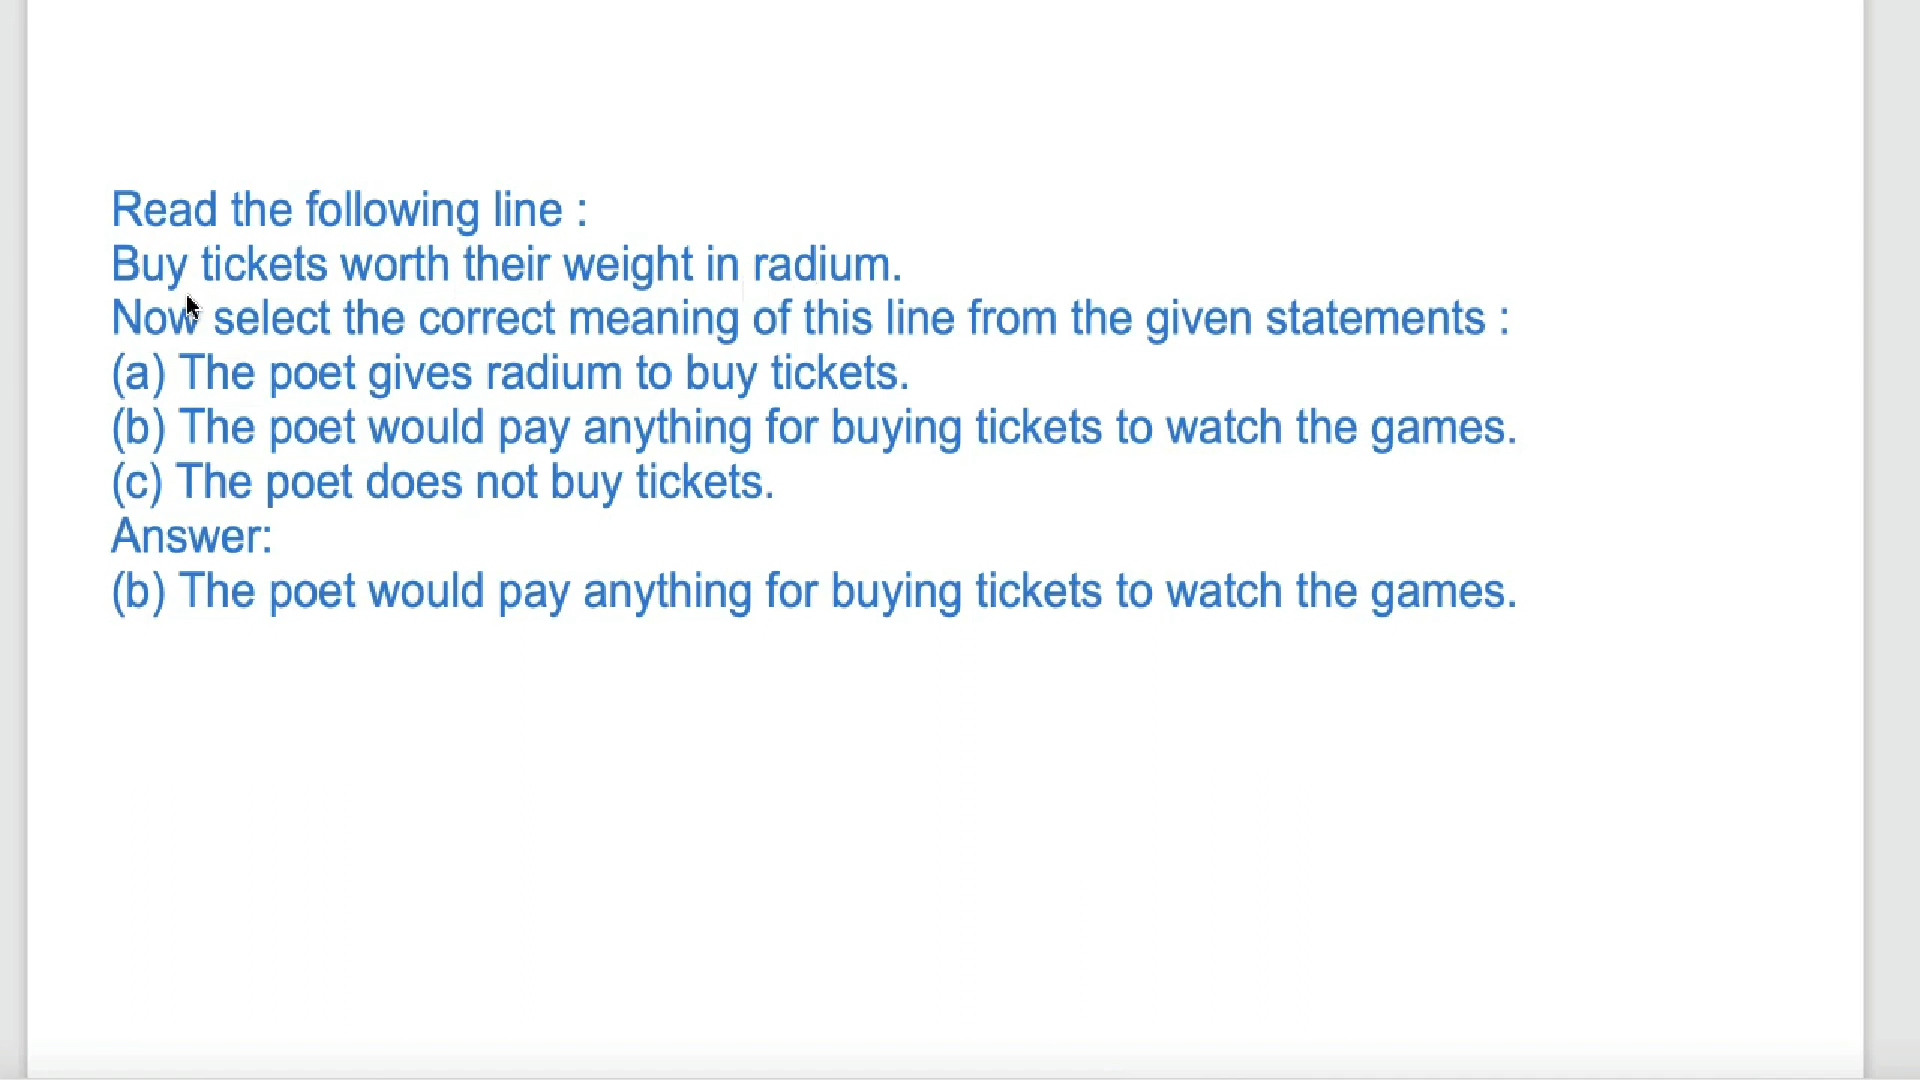 Read the following line :
Buy tickets worth their weight in radium.
Now select the correct meaning of this line from the given statements :
(a) The poet gives radium to buy tickets.
(b) The poet would pay anything for buying tickets to watch the games.
(c) The poet does not buy tickets.
Answer:
(b) The poet would pay anything for buying tickets to watch the games.